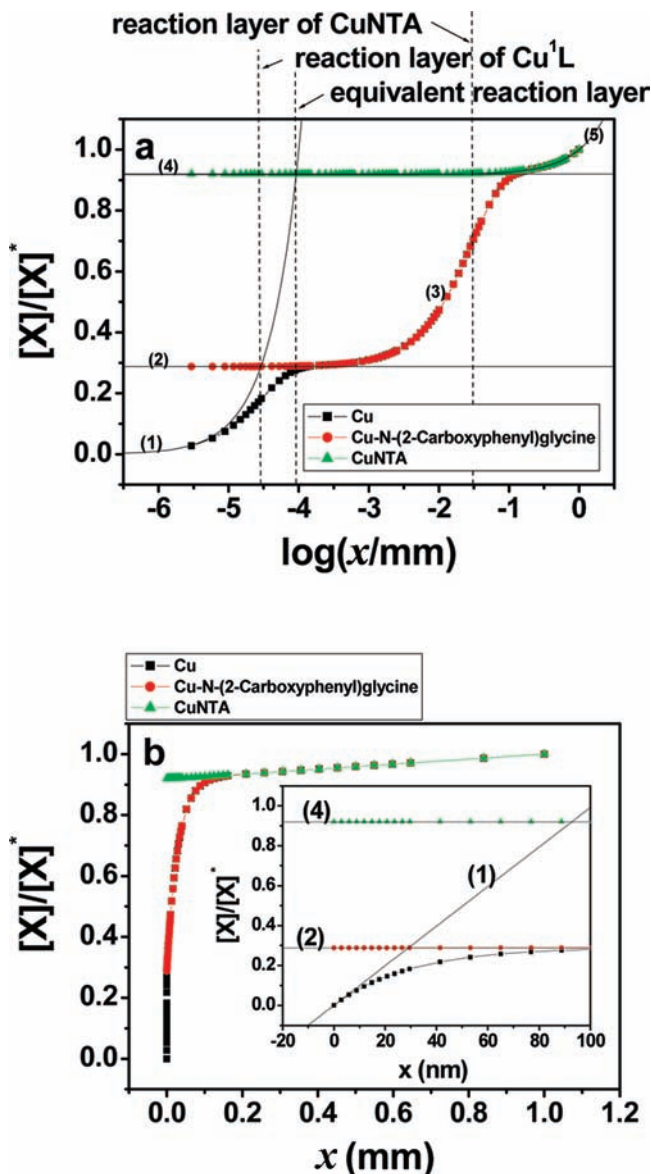 reaction layer of CuNTA
reaction layer of Cu¹L
equivalent reaction layer
a
(5)
(4)
(3)
(2)
(1)
1.0
0.8
0.6
0.4
0.2
0.0
[X]/[X]*
Cu
Cu-N-(2-Carboxyphenyl)glycine
CuNTA
-6 -5 -4 -3 -2 -1 0
log(x/mm)
Cu
Cu-N-(2-Carboxyphenyl)glycine
CuNTA
b
1.0
0.8
0.6
0.4
0.2
0.0
[X]/[X]*
(4)
(1)
(2)
1.0
0.8
0.6
0.4
0.2
0.0
[X]/[X]*
-20 0 20 40 60 80 100
x (nm)
0.0 0.2 0.4 0.6 0.8 1.0 1.2
x (mm)